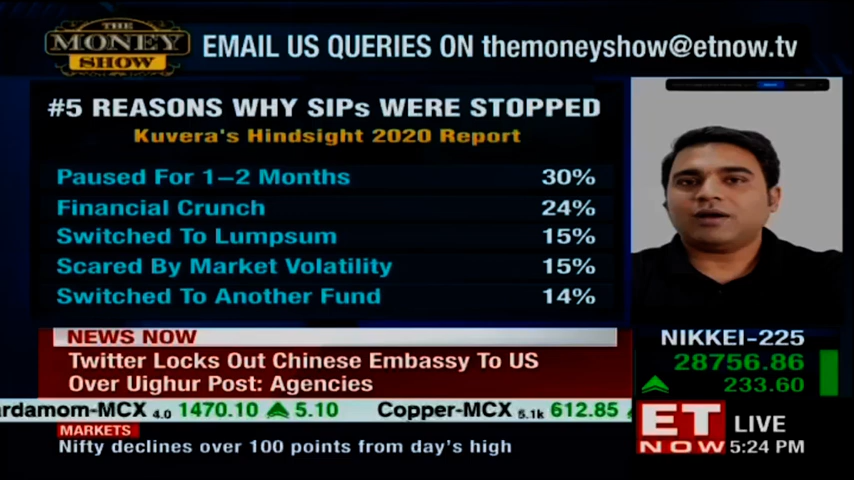 THE
MONEY
SHOW
EMAIL US QUERIES ON themoneyshow@etnow.tv
#5 REASONS WHY SIPs WERE STOPPED
Kuvera's Hindsight 2020 Report
Paused For 1–2 Months 30%
Financial Crunch 24%
Switched To Lumpsum 15%
Scared By Market Volatility 15%
Switched To Another Fund 14%
NEWS NOW
Twitter Locks Out Chinese Embassy To US
Over Uighur Post: Agencies
NIKKEI-225
28756.86
233.60
ardamom-MCX 4.0 1470.10 5.10 Copper-MCX 5.1k 612.85
MARKETS
Nifty declines over 100 points from day's high
ET
NOW
LIVE
5:24 PM